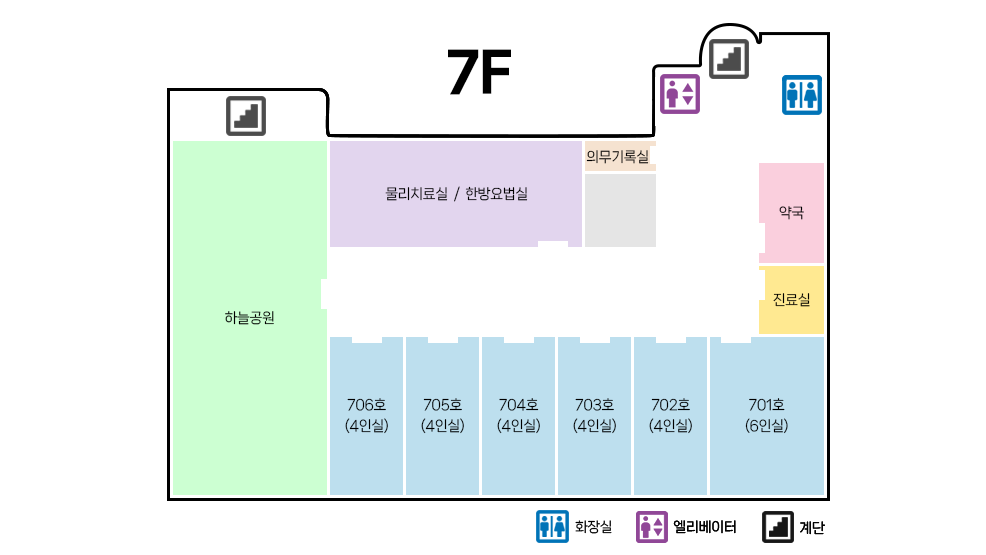 7F
의무기록실
물리치료실 / 한방요법실
약국
진료실
하늘공원
706호
(4인실)
705호
(4인실)
704호
(4인실)
703호
(4인실)
702호
(4인실)
701호
(6인실)
화장실
엘리베이터
계단